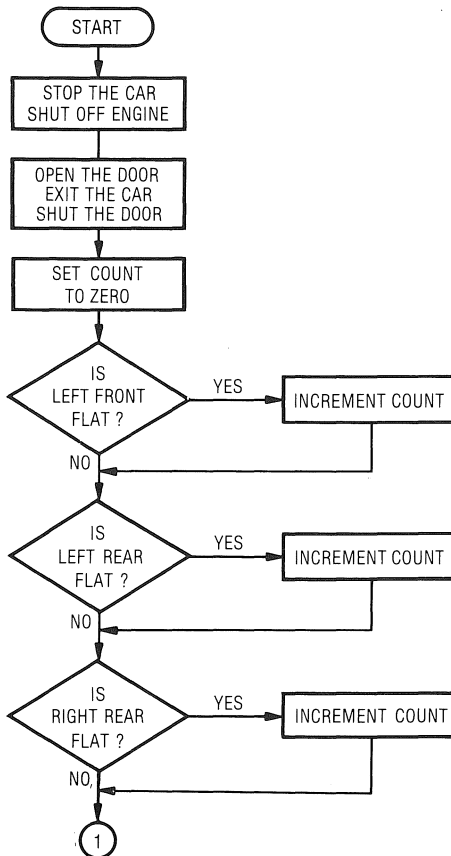 START
STOP THE CAR
SHUT OFF ENGINE
OPEN THE DOOR
EXIT THE CAR
SHUT THE DOOR
SET COUNT
TO ZERO
IS
LEFT FRONT
FLAT ?
YES
INCREMENT COUNT
NO
IS
LEFT REAR
FLAT ?
YES
INCREMENT COUNT
NO
IS
RIGHT REAR
FLAT ?
YES
INCREMENT COUNT
NO
1